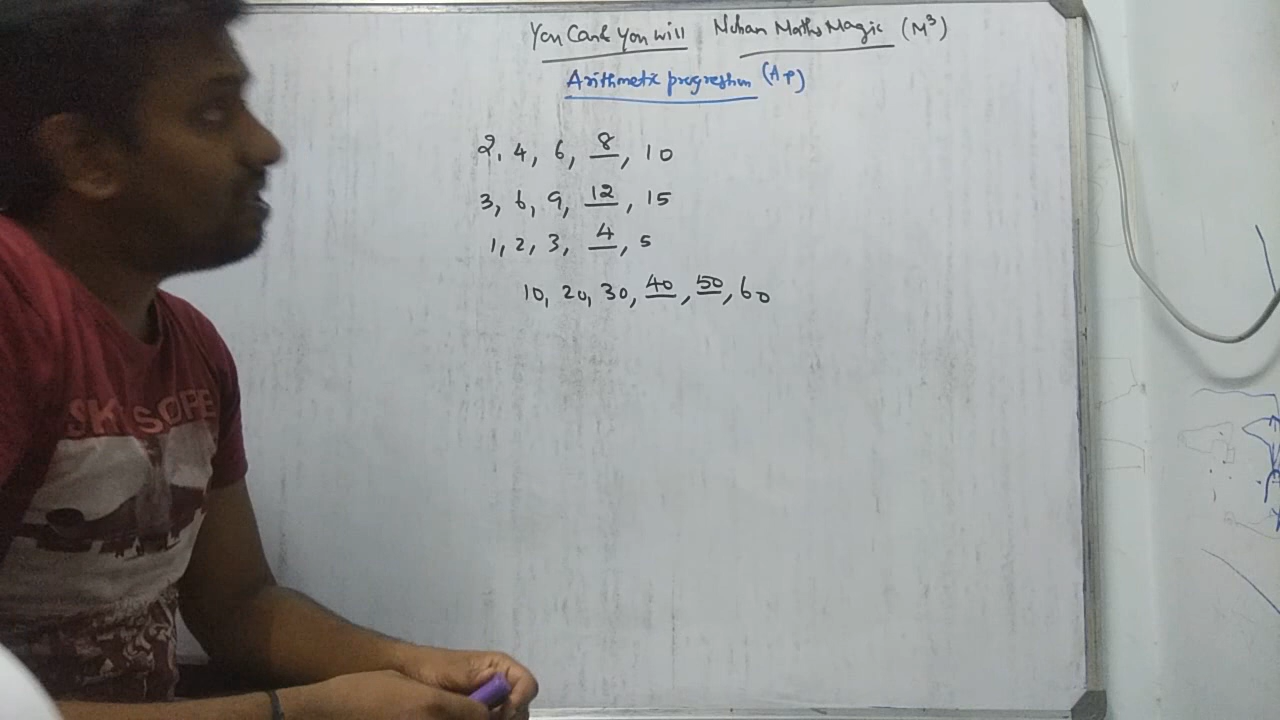 You Can & You will Mohan Maths Magic (M³)
Arithmetic progression (AP)
2, 4, 6, 8, 10
3, 6, 9, 12, 15
1, 2, 3, 4, 5
10, 20, 30, 40, 50, 60